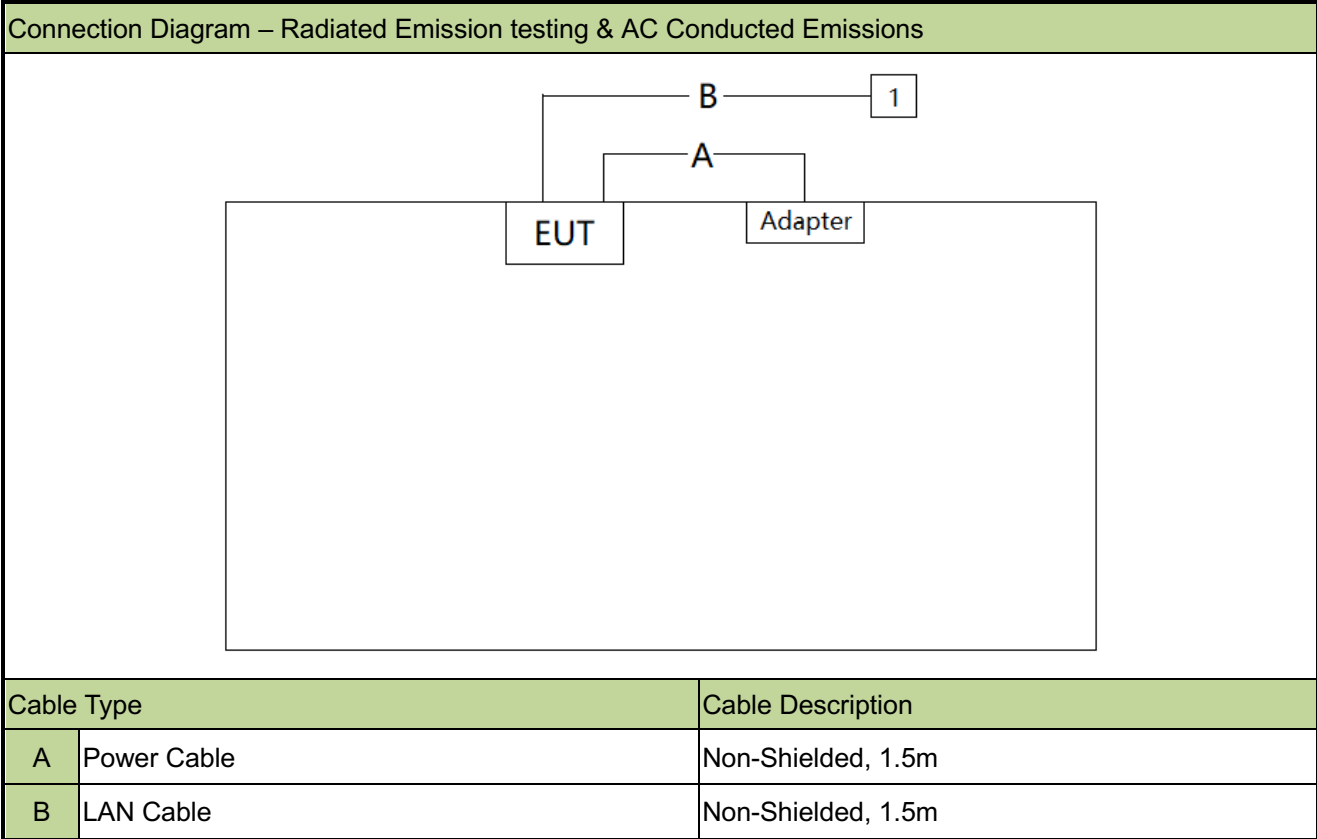 Connection Diagram – Radiated Emission testing & AC Conducted Emissions
B
1
A
EUT
Adapter
Cable Type Cable Description
A Power Cable Non-Shielded, 1.5m
B LAN Cable Non-Shielded, 1.5m